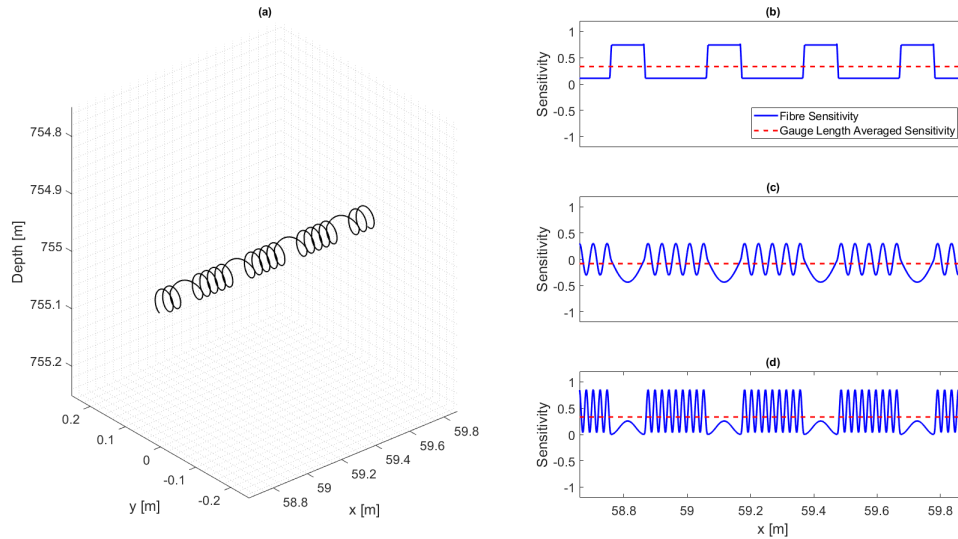 (a)
754.8
754.9
755
755.1
755.2
Depth [m]
0.2
0.1
0
-0.1
-0.2
y [m]
58.8
59
59.2
59.4
59.6
59.8
x [m]
(b)
1
0.5
0
-0.5
-1
Sensitivity
Fibre Sensitivity
Gauge Length Averaged Sensitivity
(c)
1
0.5
0
-0.5
-1
Sensitivity
(d)
1
0.5
0
-0.5
-1
Sensitivity
58.8
59
59.2
59.4
59.6
59.8
x [m]